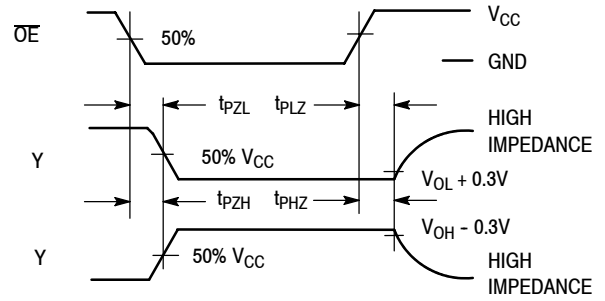 V_CC
OE 50%
GND
t_PZL t_PLZ
HIGH
IMPEDANCE
Y 50% V_CC
V_OL + 0.3V
t_PZH t_PHZ
V_OH - 0.3V
Y 50% V_CC
HIGH
IMPEDANCE